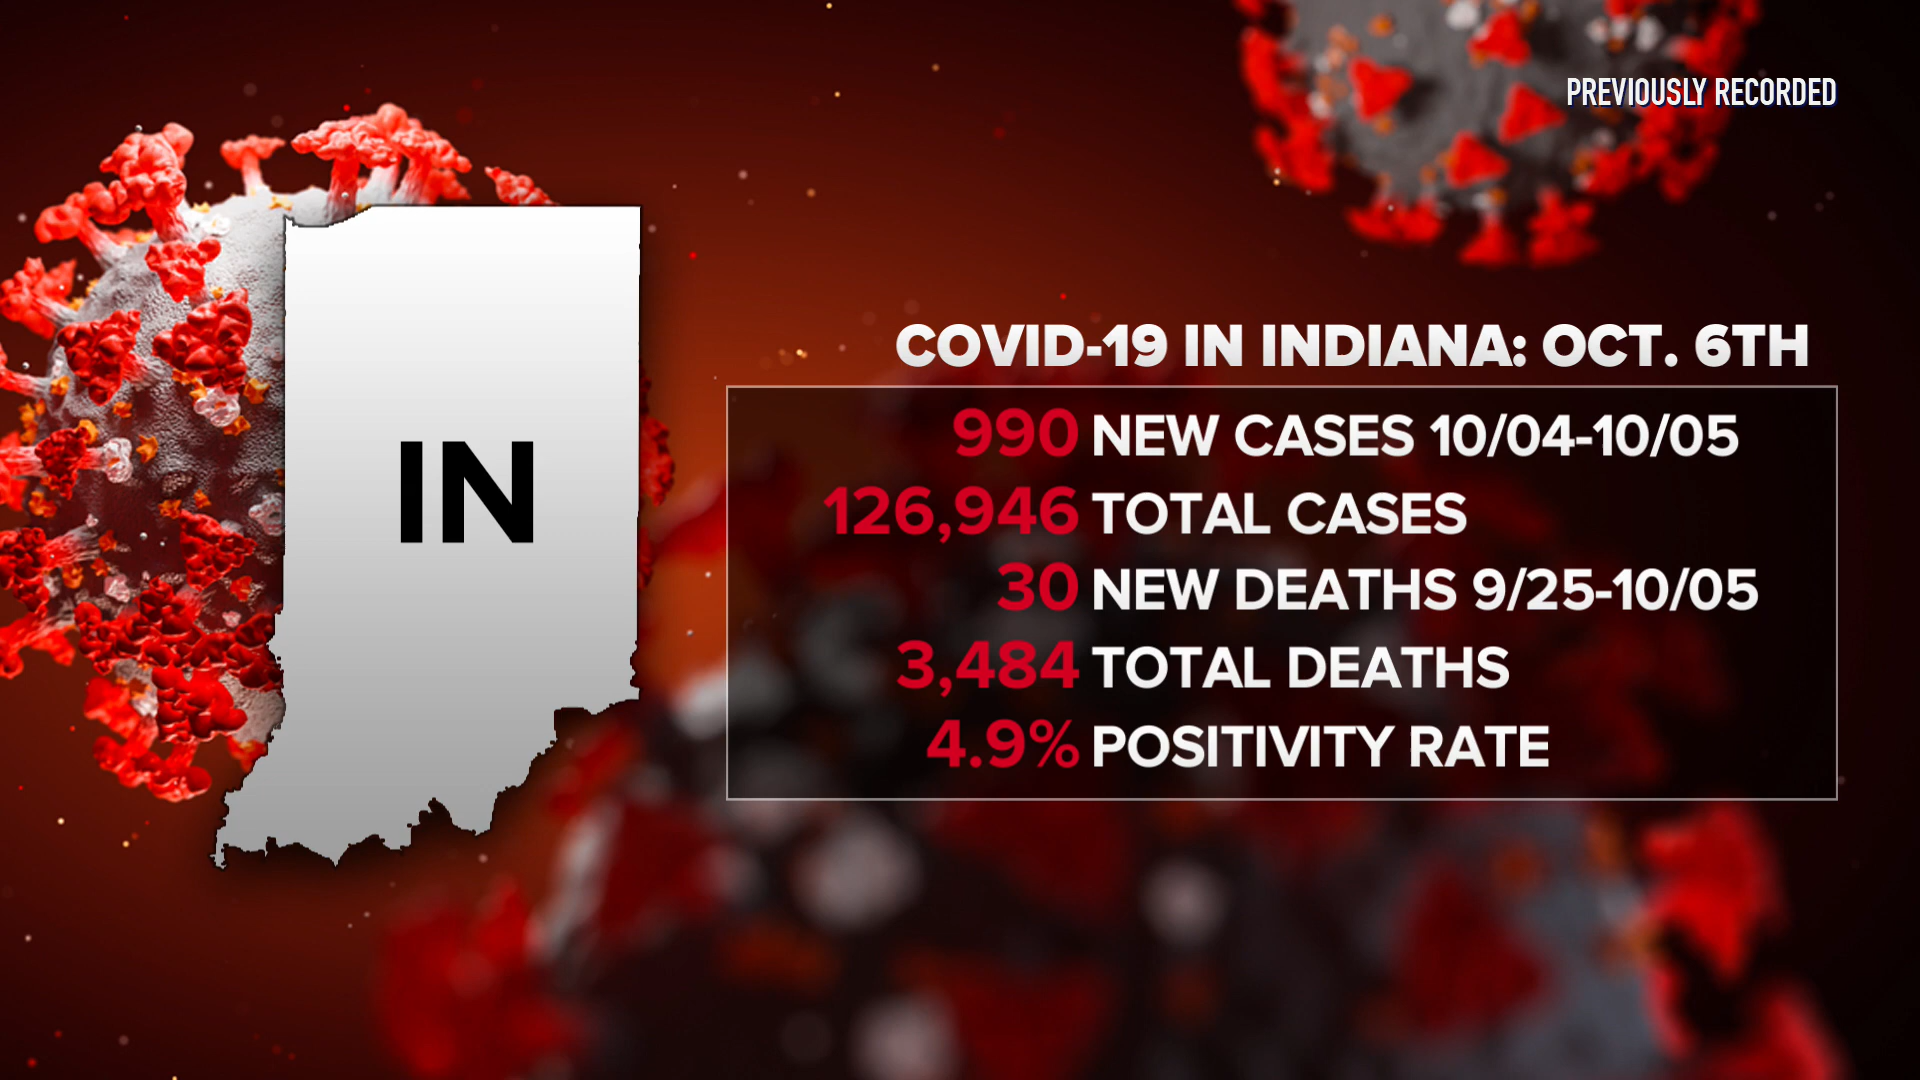 PREVIOUSLY RECORDED
COVID-19 IN INDIANA: OCT. 6TH
IN
990 NEW CASES 10/04-10/05
126,946 TOTAL CASES
30 NEW DEATHS 9/25-10/05
3,484 TOTAL DEATHS
4.9% POSITIVITY RATE